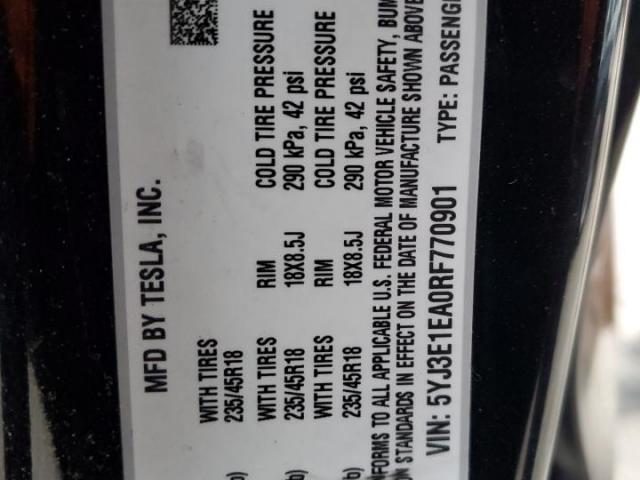 MFD BY TESLA, INC.
WITH TIRES RIM COLD TIRE PRESSURE
235/45R18 18X8.5J 290 kPa, 42 psi
WITH TIRES RIM COLD TIRE PRESSURE
235/45R18 18X8.5J 290 kPa, 42 psi
WITH TIRES
235/45R18
FORMS TO ALL APPLICABLE U.S. FEDERAL MOTOR VEHICLE SAFETY, BUM
N STANDARDS IN EFFECT ON THE DATE OF MANUFACTURE SHOWN ABOVE
VIN: 5YJ3E1EA0RF770901 TYPE: PASSENGE